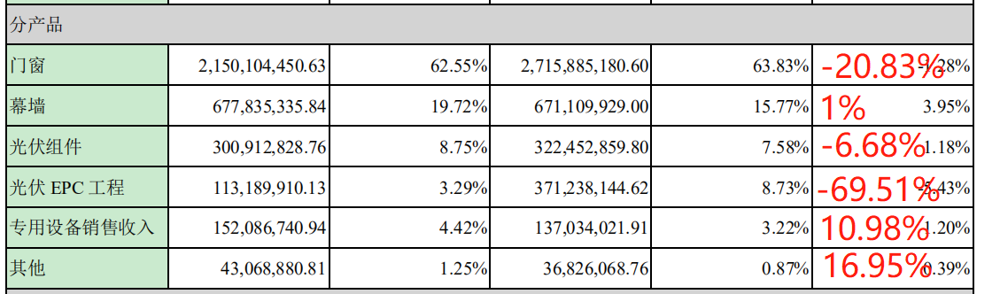 分产品
门窗 2,150,104,450.63 62.55% 2,715,885,180.60 63.83% -20.83% -1.28%
幕墙 677,835,335.84 19.72% 671,109,929.00 15.77% 1% 3.95%
光伏组件 300,912,828.76 8.75% 322,452,859.80 7.58% -6.68% 1.18%
光伏 EPC 工程 113,189,910.13 3.29% 371,238,144.62 8.73% -69.51% -5.43%
专用设备销售收入 152,086,740.94 4.42% 137,034,021.91 3.22% 10.98% 1.20%
其他 43,068,880.81 1.25% 36,826,068.76 0.87% 16.95% 0.39%